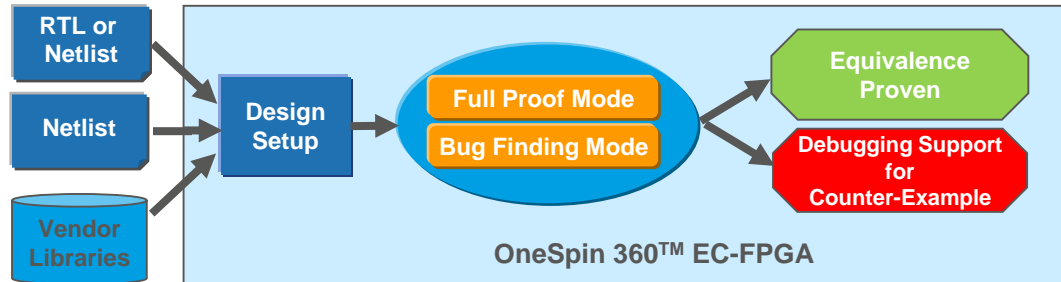 RTL or
Netlist
Netlist
Vendor
Libraries
Design
Setup
Full Proof Mode
Bug Finding Mode
Equivalence
Proven
Debugging Support
for
Counter-Example
OneSpin 360™ EC-FPGA